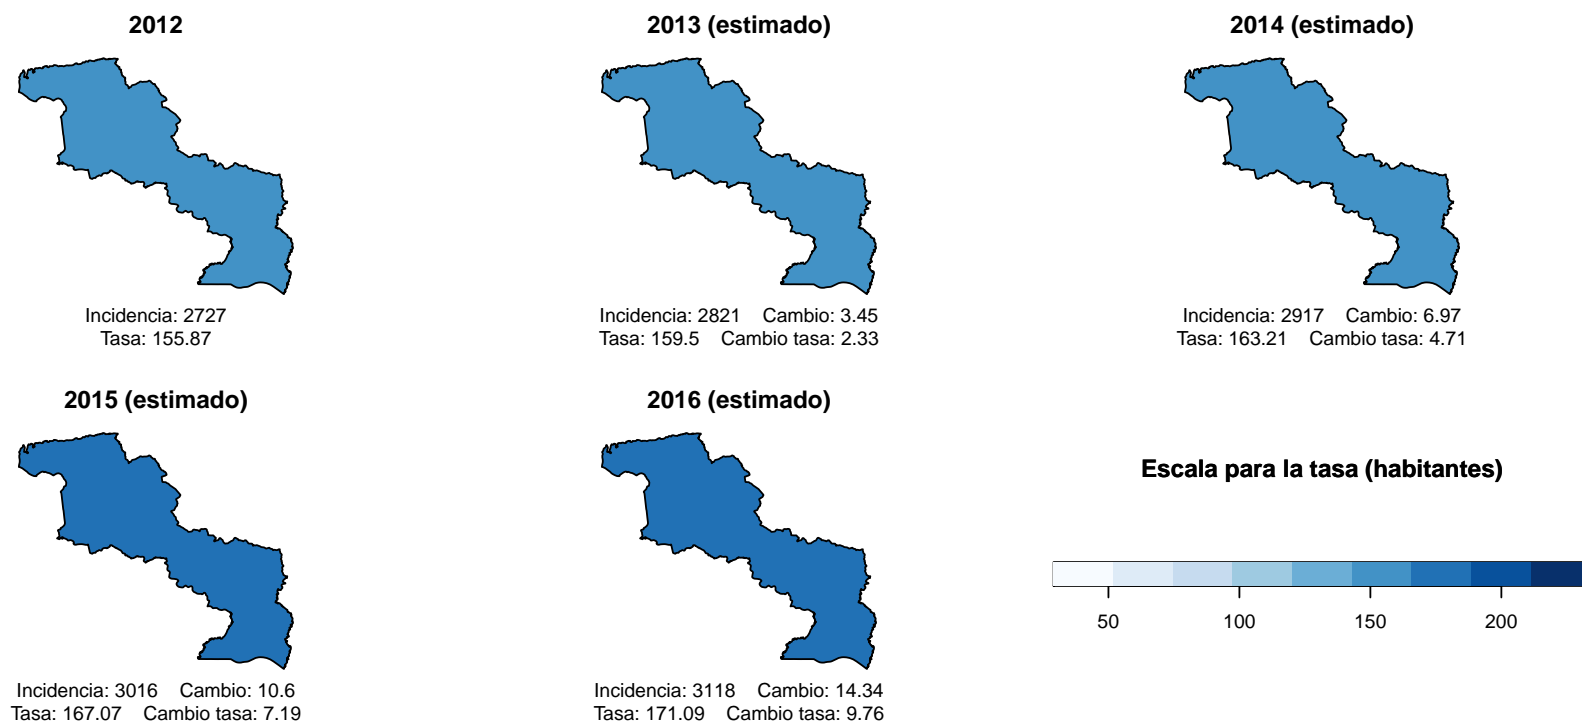 2012
Incidencia: 2727
Tasa: 155.87
2013 (estimado)
Incidencia: 2821 Cambio: 3.45
Tasa: 159.5 Cambio tasa: 2.33
2014 (estimado)
Incidencia: 2917 Cambio: 6.97
Tasa: 163.21 Cambio tasa: 4.71
2015 (estimado)
Incidencia: 3016 Cambio: 10.6
Tasa: 167.07 Cambio tasa: 7.19
2016 (estimado)
Incidencia: 3118 Cambio: 14.34
Tasa: 171.09 Cambio tasa: 9.76
Escala para la tasa (habitantes)
50 100 150 200